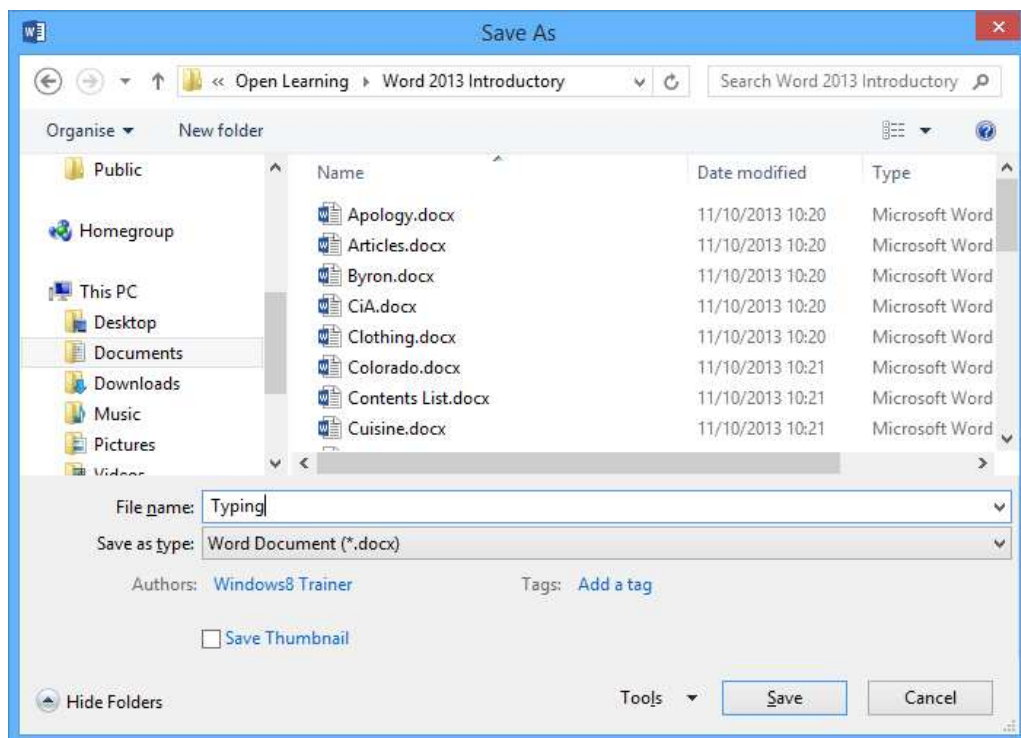 Save As
« Open Learning Word 2013 Introductory Search Word 2013 Introductory
Organise New folder
Public
Homegroup
This PC
Desktop
Documents
Downloads
Music
Pictures
Videos
Name Date modified Type
Apology.docx 11/10/2013 10:20 Microsoft Word
Articles.docx 11/10/2013 10:20 Microsoft Word
Byron.docx 11/10/2013 10:20 Microsoft Word
CiA.docx 11/10/2013 10:20 Microsoft Word
Clothing.docx 11/10/2013 10:20 Microsoft Word
Colorado.docx 11/10/2013 10:21 Microsoft Word
Contents List.docx 11/10/2013 10:21 Microsoft Word
Cuisine.docx 11/10/2013 10:21 Microsoft Word
File name: Typing
Save as type: Word Document (*.docx)
Authors: Windows8 Trainer Tags: Add a tag
Save Thumbnail
Hide Folders Tools Save Cancel